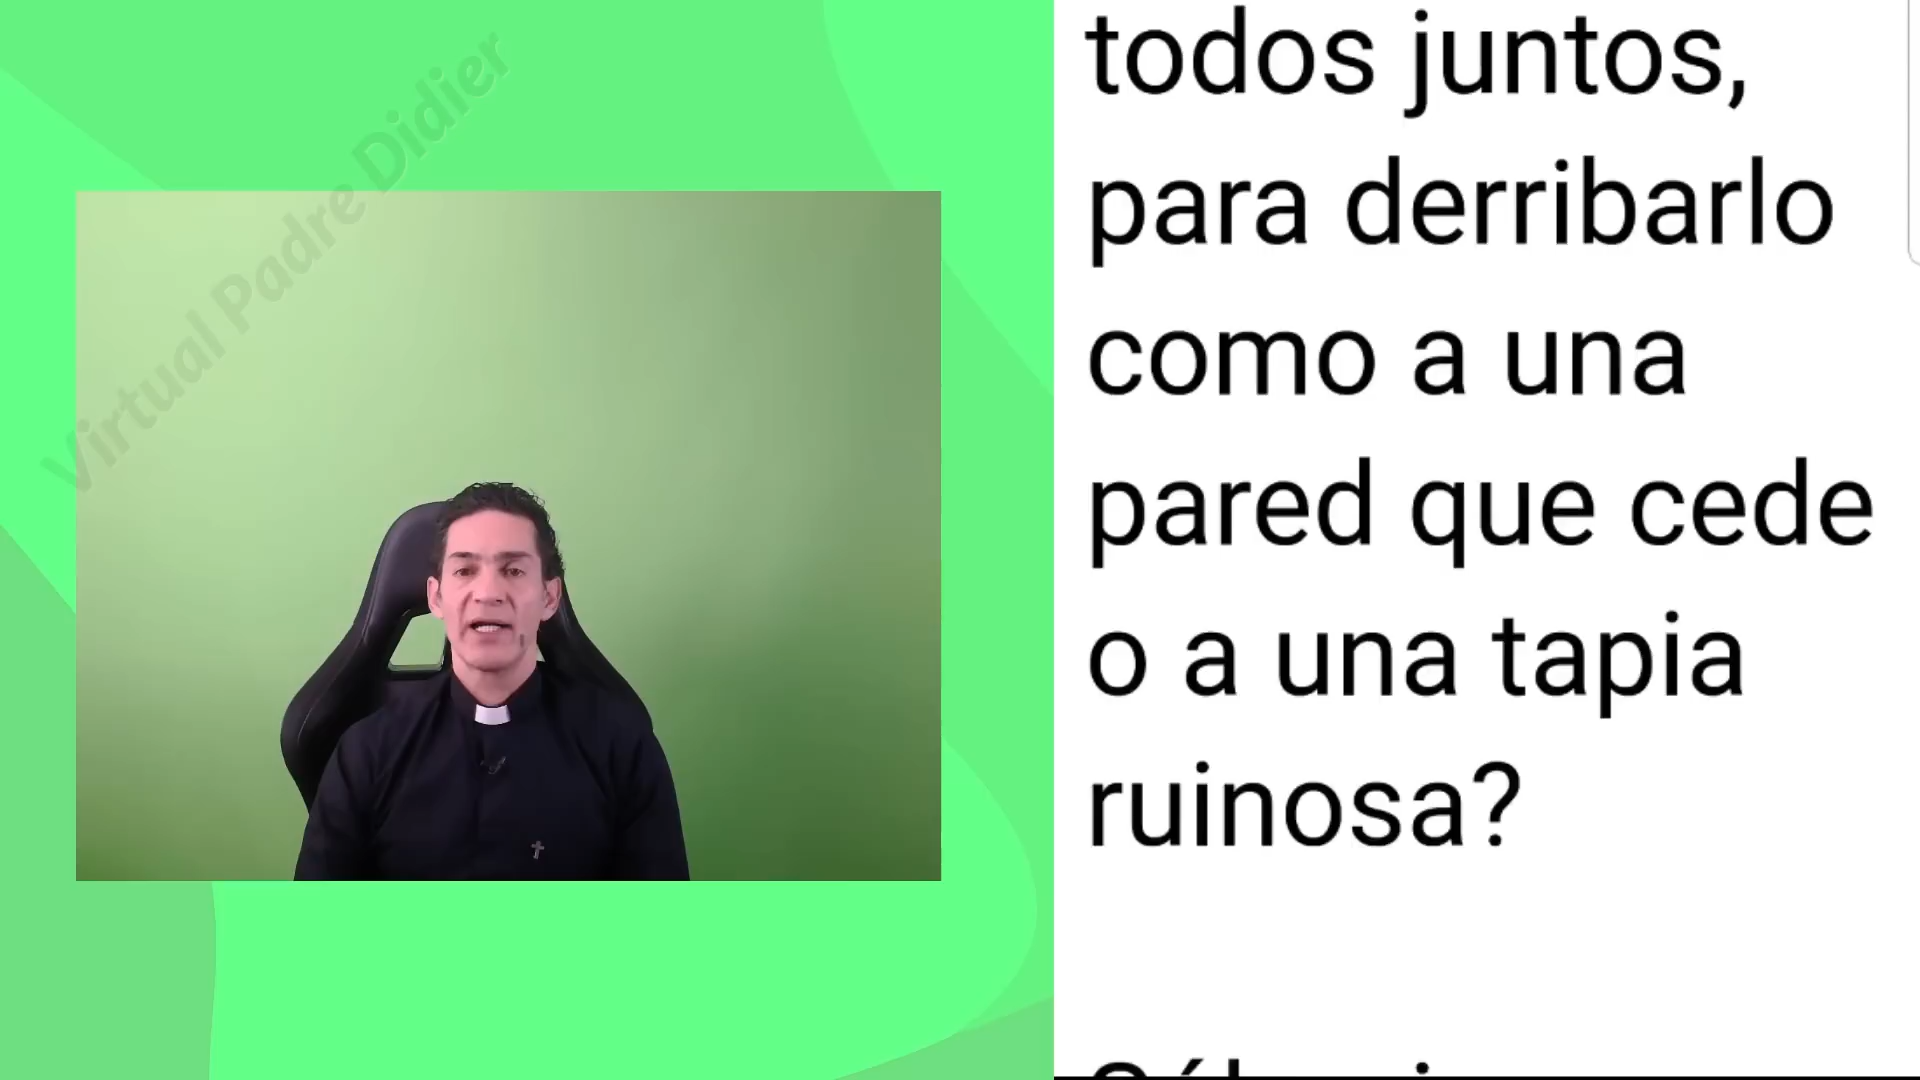 Virtual Padre Didier
todos juntos,
para derribarlo
como a una
pared que cede
o a una tapia
ruinosa?